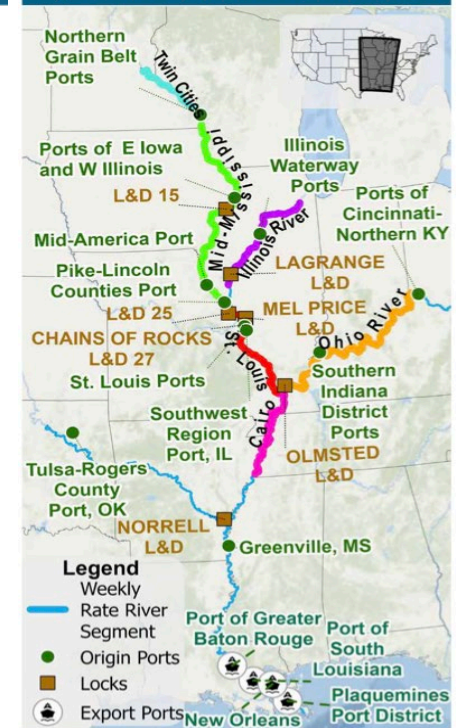 Northern
Grain Belt
Ports
Twin Cities
Ports of E Iowa
and W Illinois
L&D 15
Mid-Mississippi
Illinois
Waterway
Ports
Ports of
Cincinnati-
Northern KY
Mid-America Port
Illinois River
LAGRANGE
L&D
Pike-Lincoln
Counties Port
L&D 25
MEL PRICE
L&D
Ohio River
CHAINS OF ROCKS
L&D 27
St. Louis
St. Louis Ports
Southern
Indiana
District
Ports
Southwest
Region
Port, IL
Cairo
OLMSTED
L&D
Tulsa-Rogers
County
Port, OK
NORRELL
L&D
Greenville, MS
Legend
Weekly
Rate River
Segment
Origin Ports
Locks
Export Ports
Port of Greater
Baton Rouge
Port of
South
Louisiana
Plaquemines
Port District
New Orleans